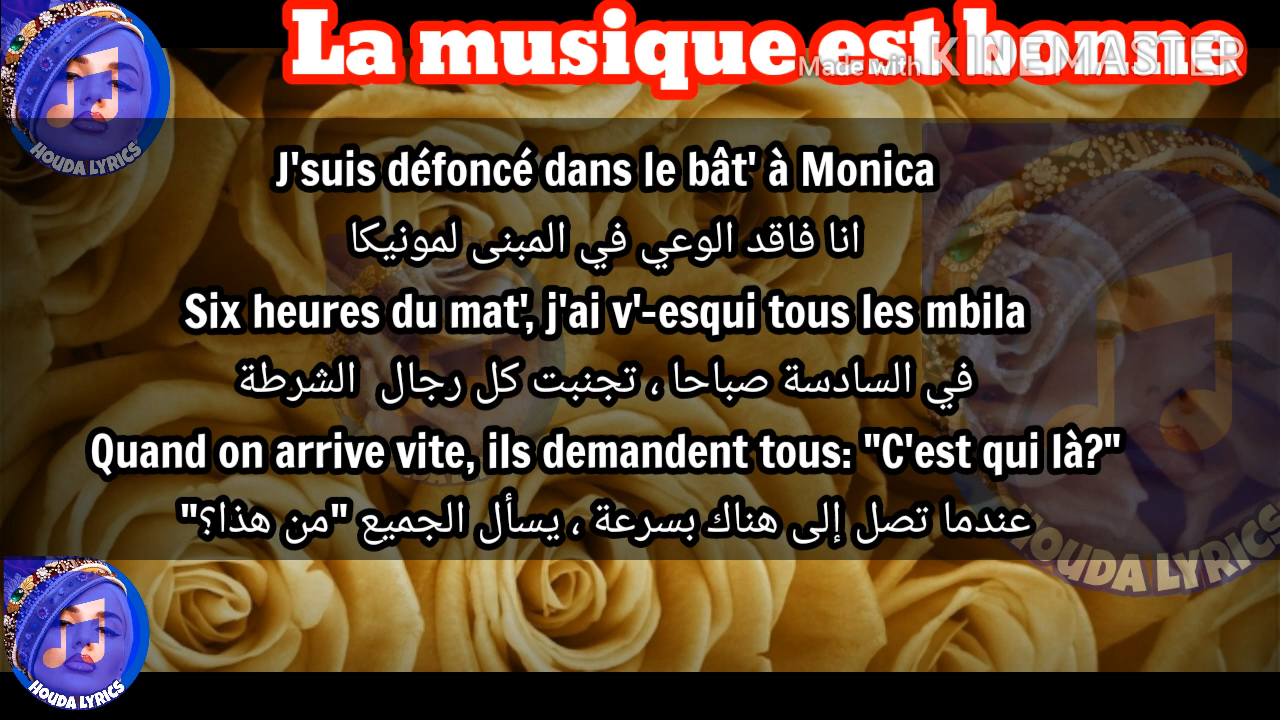 La musique est bonne
Made with KINEMASTER
HOUDA LYRICS
J'suis défoncé dans le bât' à Monica
انا فاقد الوعي في المبنى لمونيكا
Six heures du mat', j'ai v'-esqui tous les mbila
في السادسة صباحا ، تجنبت كل رجال الشرطة
Quand on arrive vite, ils demandent tous: "C'est qui là?"
عندما تصل إلى هناك بسرعة ، يسأل الجميع "من هذا؟"
HOUDA LYRICS
HOUDA LYRICS